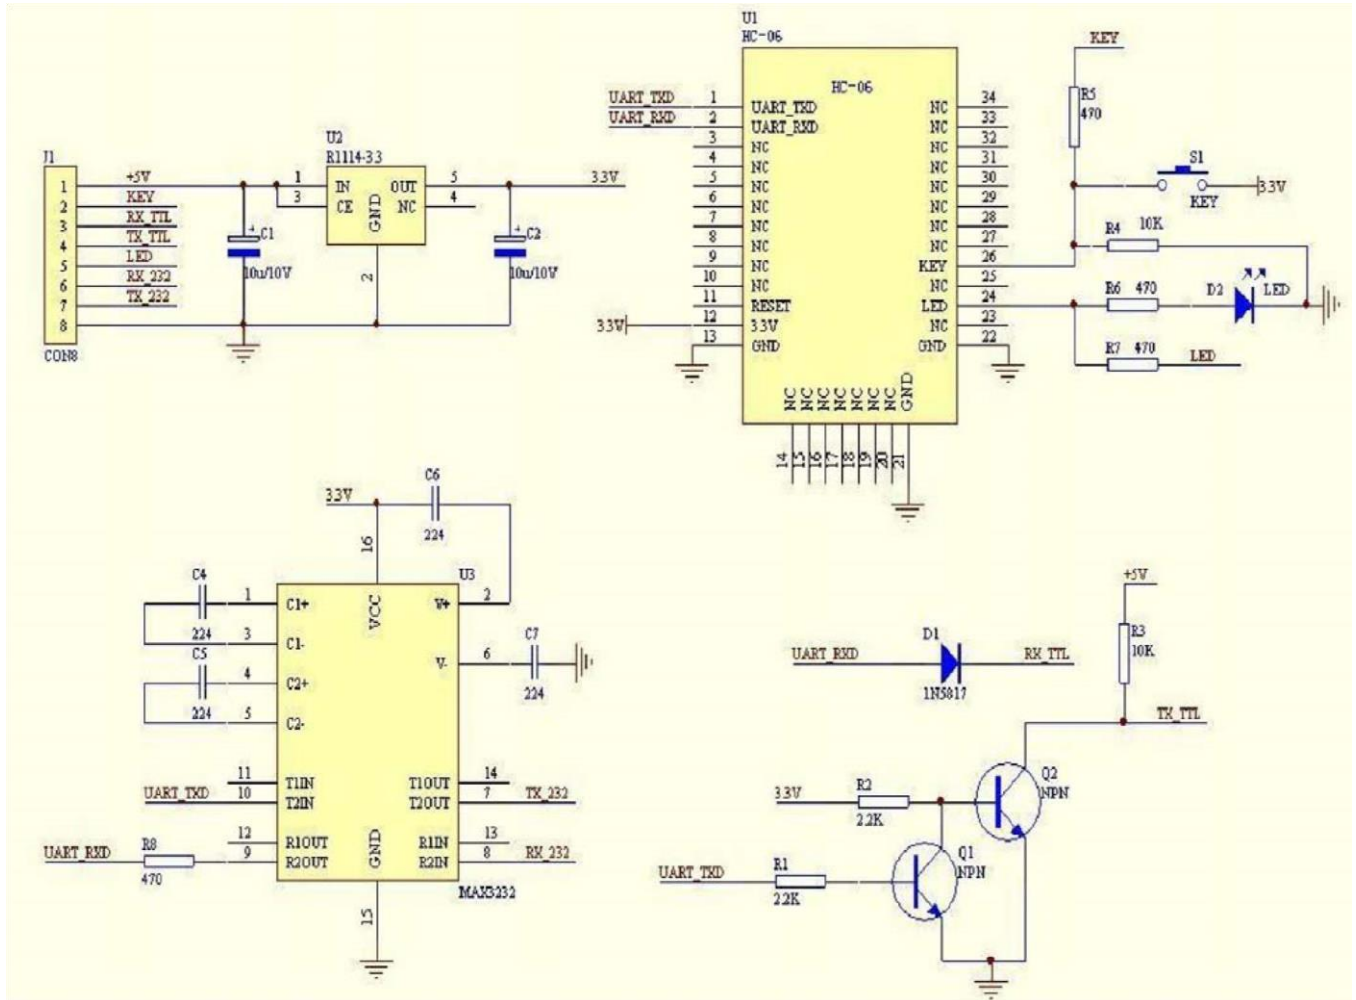 J1
1
+5V
2
KEY
3
RX_TTL
4
TX_TTL
5
LED
6
RX_232
7
TX_232
8
CON8
C1
+
10u/10V
U2
R1114-33
1
IN
3
CE
GND
2
OUT
5
NC
4
3.3V
C2
+
10u/10V
U1
HC-06
HC-06
UART_TXD
1
UART_TXD
UART_RXD
2
UART_RXD
3
NC
4
NC
5
NC
6
NC
7
NC
8
NC
9
NC
10
NC
11
RESET
3.3V
12
3.3V
13
GND
NC
34
NC
33
NC
32
NC
31
NC
30
NC
29
NC
28
NC
27
KEY
26
NC
25
LED
24
NC
23
GND
22
NC NC NC NC NC NC NC GND
14 15 16 17 18 19 20 21
KEY
R5
470
S1
KEY
3.3V
R4
10K
R6
470
D2
LED
R7
470
LED
3.3V
C6
224
16
VCC
U3
C4
224
1
C1+
3
C1-
C5
224
4
C2+
5
C2-
V+
2
V-
6
C7
224
11
T1IN
UART_TXD
10
T2IN
12
R1OUT
UART_RXD
R8
470
9
R2OUT
T1OUT
14
T2OUT
7
TX_232
R1IN
13
R2IN
8
RX_232
GND
15
MAX3232
UART_RXD
D1
1N5817
RX_TTL
+5V
R3
10K
TX_TTL
Q2
NPN
3.3V
R2
2.2K
Q1
NPN
UART_TXD
R1
2.2K